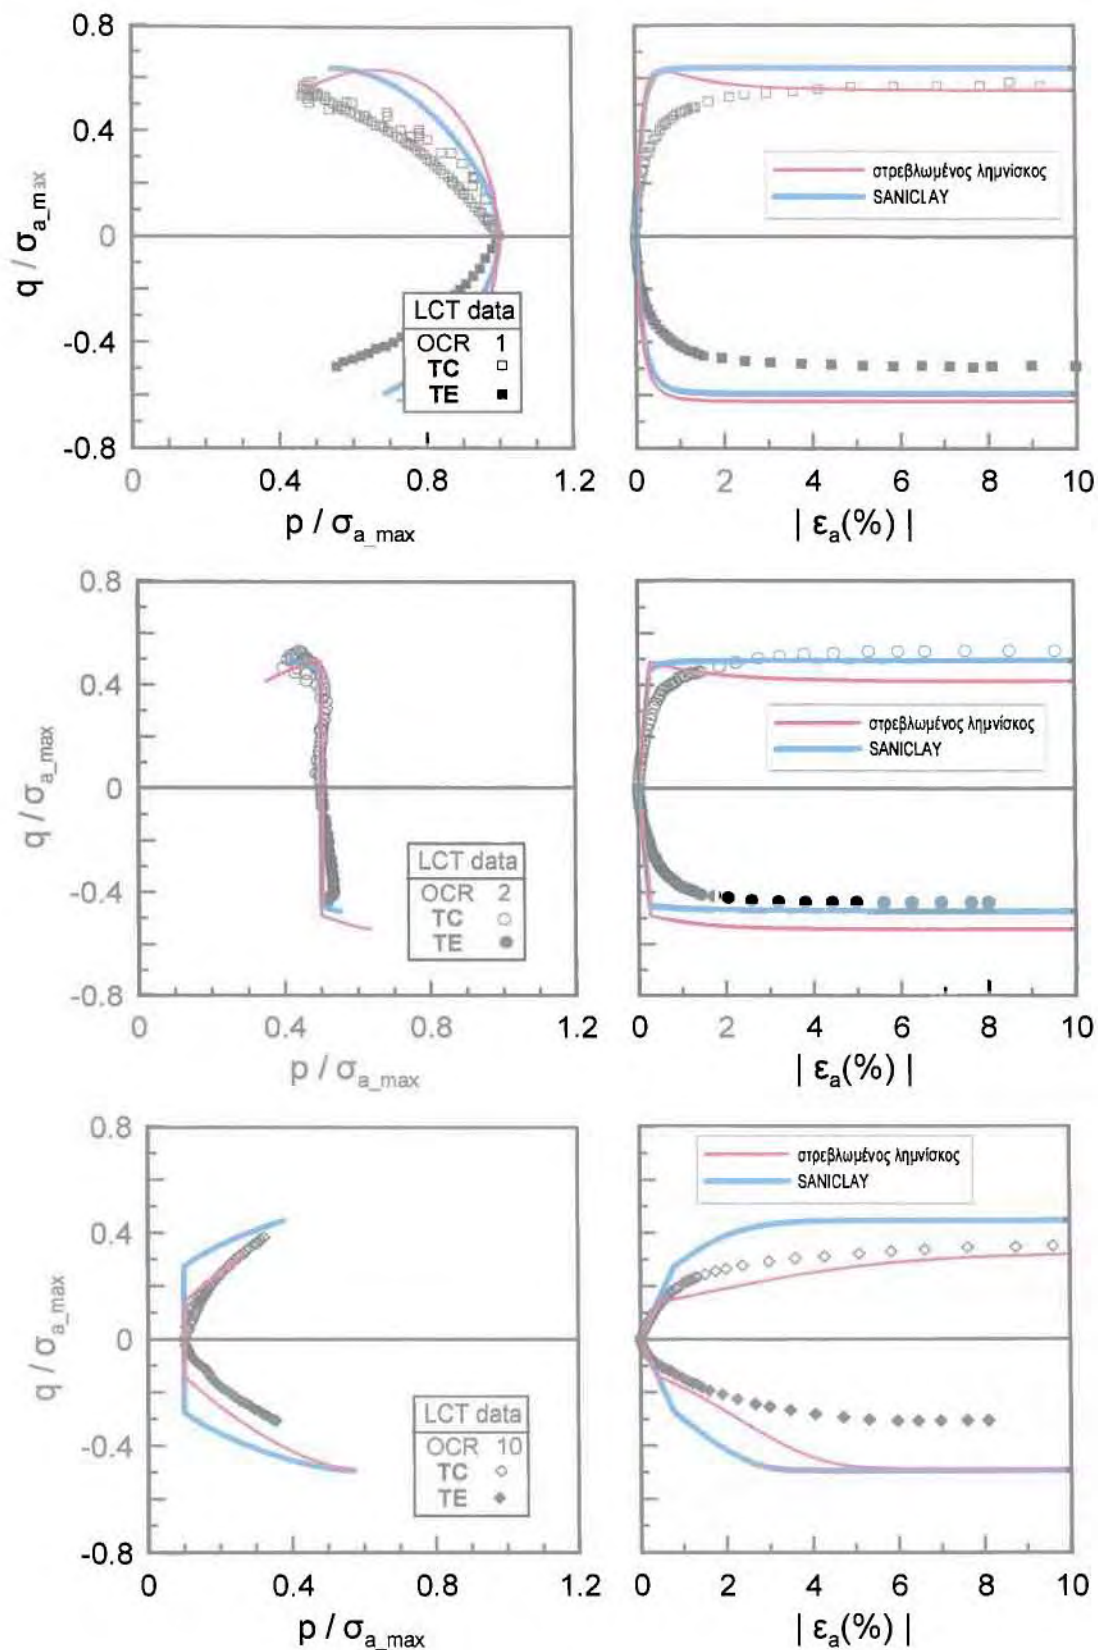 0.8
0.4
0
-0.4
-0.8
q / σa_max
LCT data
OCR 1
TC □
TE ■
0 0.4 0.8 1.2
p / σa_max
στρεβλωμένος λημνίσκος
SANICLAY
0 2 4 6 8 10
| εa(%) |
0.8
0.4
0
-0.4
-0.8
q / σa_max
LCT data
OCR 2
TC ○
TE ●
0 0.4 0.8 1.2
p / σa_max
στρεβλωμένος λημνίσκος
SANICLAY
0 2 4 6 8 10
| εa(%) |
0.8
0.4
0
-0.4
-0.8
q / σa_max
LCT data
OCR 10
TC ◇
TE ◆
0 0.4 0.8 1.2
p / σa_max
στρεβλωμένος λημνίσκος
SANICLAY
0 2 4 6 8 10
| εa(%) |